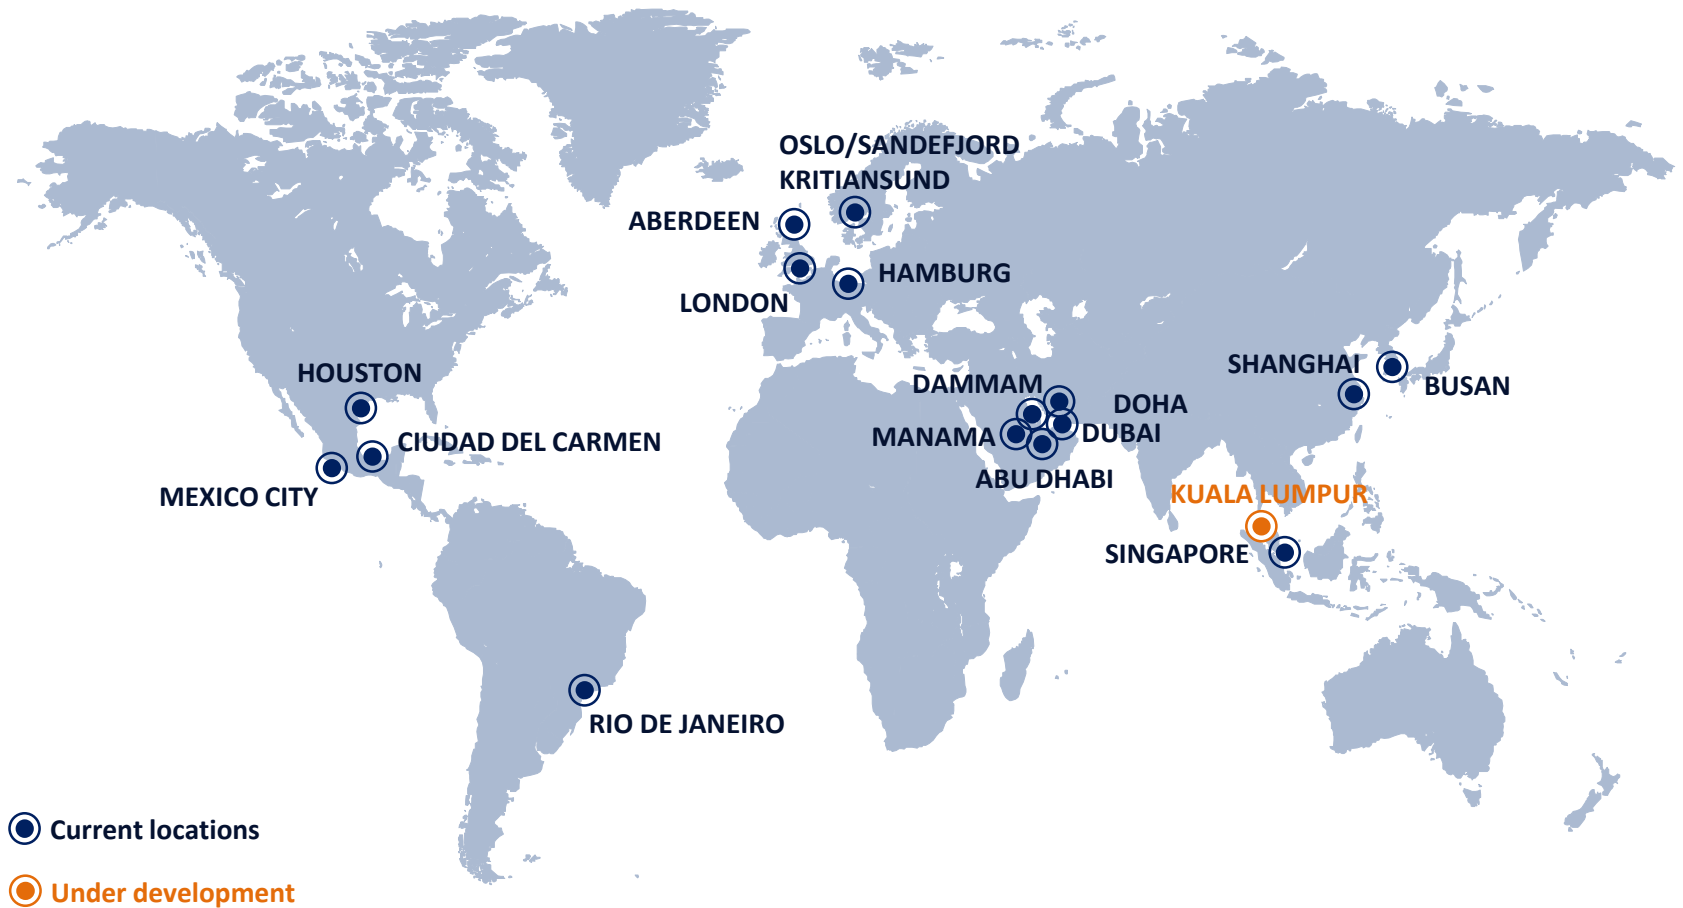 OSLO/SANDEFJORD
KRITIANSUND
ABERDEEN
HAMBURG
LONDON
SHANGHAI
HOUSTON
DAMMAM
BUSAN
DOHA
DUBAI
MANAMA
CIUDAD DEL CARMEN
ABU DHABI
MEXICO CITY
KUALA LUMPUR
SINGAPORE
RIO DE JANEIRO
Current locations
Under development